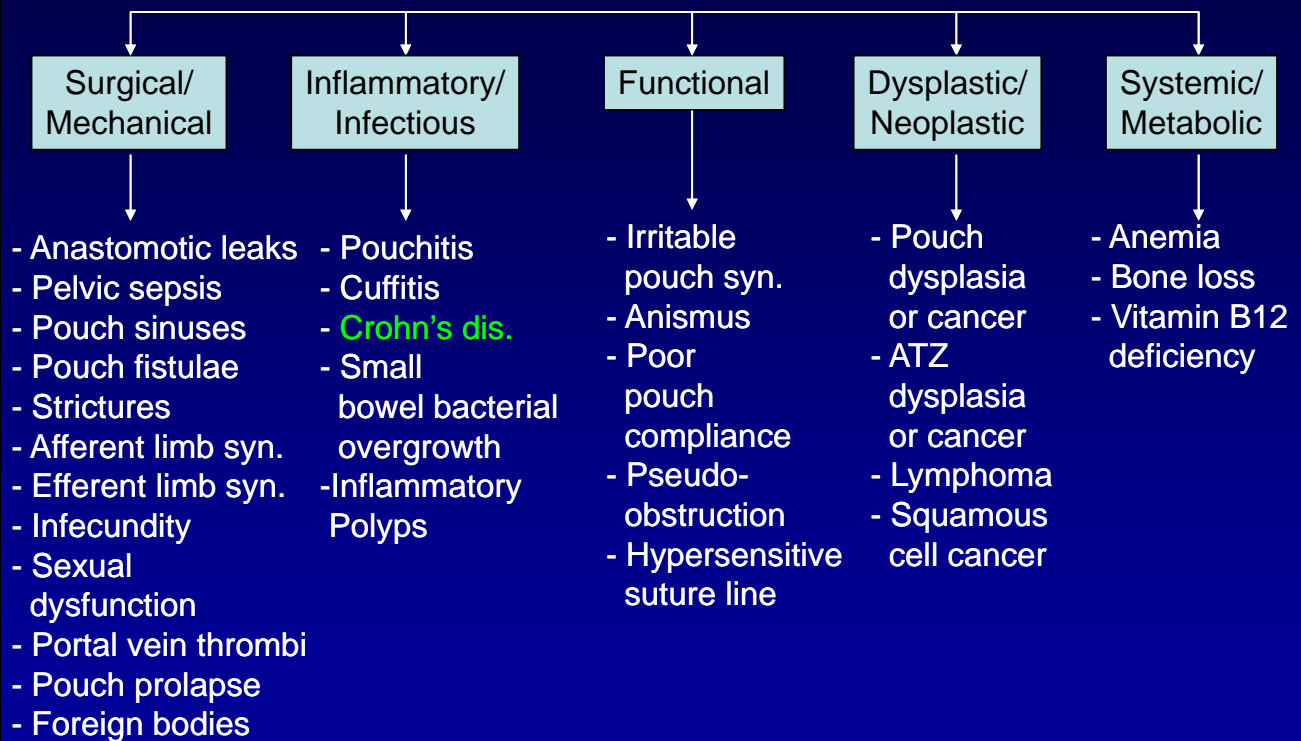 Surgical/
Mechanical
Inflammatory/
Infectious
Functional
Dysplastic/
Neoplastic
Systemic/
Metabolic
- Anastomotic leaks
- Pelvic sepsis
- Pouch sinuses
- Pouch fistulae
- Strictures
- Afferent limb syn.
- Efferent limb syn.
- Infecundity
- Sexual
dysfunction
- Portal vein thrombi
- Pouch prolapse
- Foreign bodies
- Pouchitis
- Cuffitis
- Crohn's dis.
- Small
bowel bacterial
overgrowth
-Inflammatory
Polyps
- Irritable
pouch syn.
- Anismus
- Poor
pouch
compliance
- Pseudo-
obstruction
- Hypersensitive
suture line
- Pouch
dysplasia
or cancer
- ATZ
dysplasia
or cancer
- Lymphoma
- Squamous
cell cancer
- Anemia
- Bone loss
- Vitamin B12
deficiency